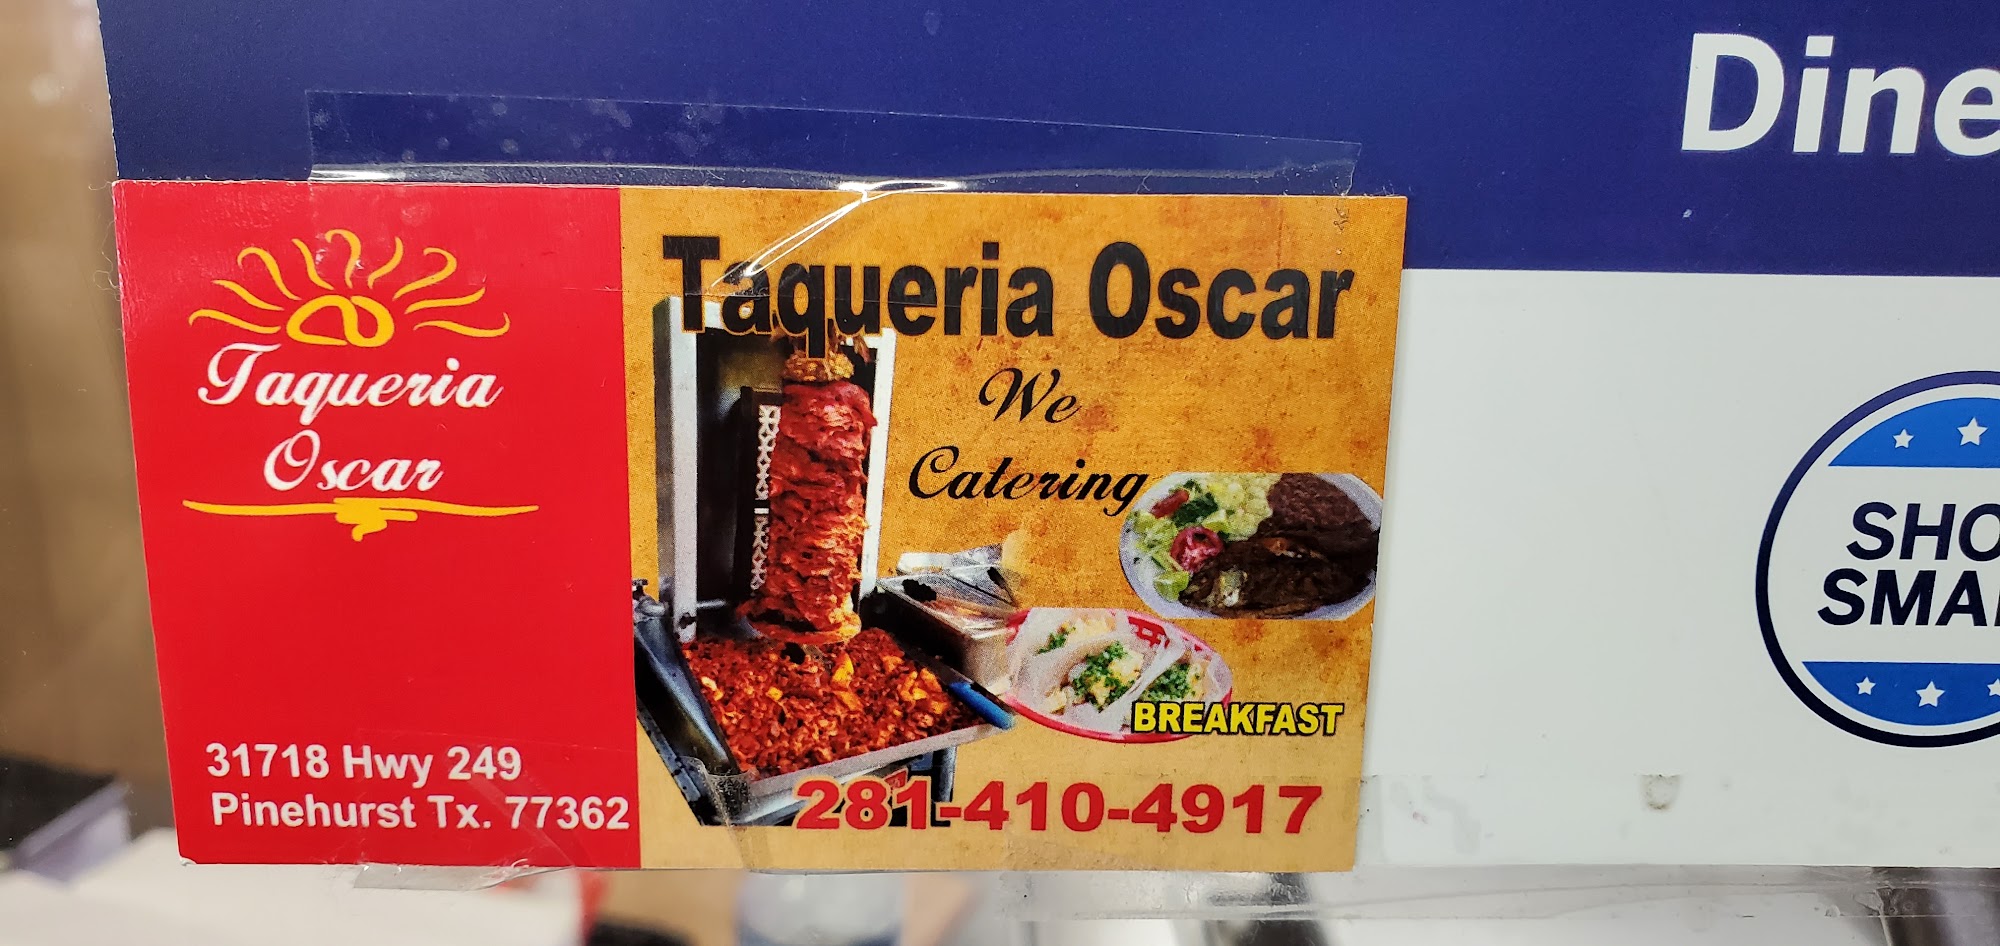 Taqueria
Oscar
31718 Hwy 249
Pinehurst Tx. 77362
Taqueria Oscar
We
Catering
BREAKFAST
281-410-4917
Dine
SHO
SMA